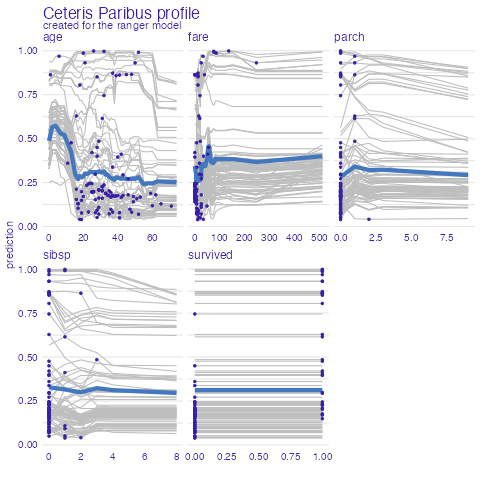 Ceteris Paribus profile
created for the ranger model
age fare parch
1.00
0.75
0.50
0.25
0.00
0 20 40 60 0 100 200 300 400 500 0.0 2.5 5.0 7.5
prediction
sibsp survived
1.00
0.75
0.50
0.25
0.00
0 2 4 6 8 0.00 0.25 0.50 0.75 1.00